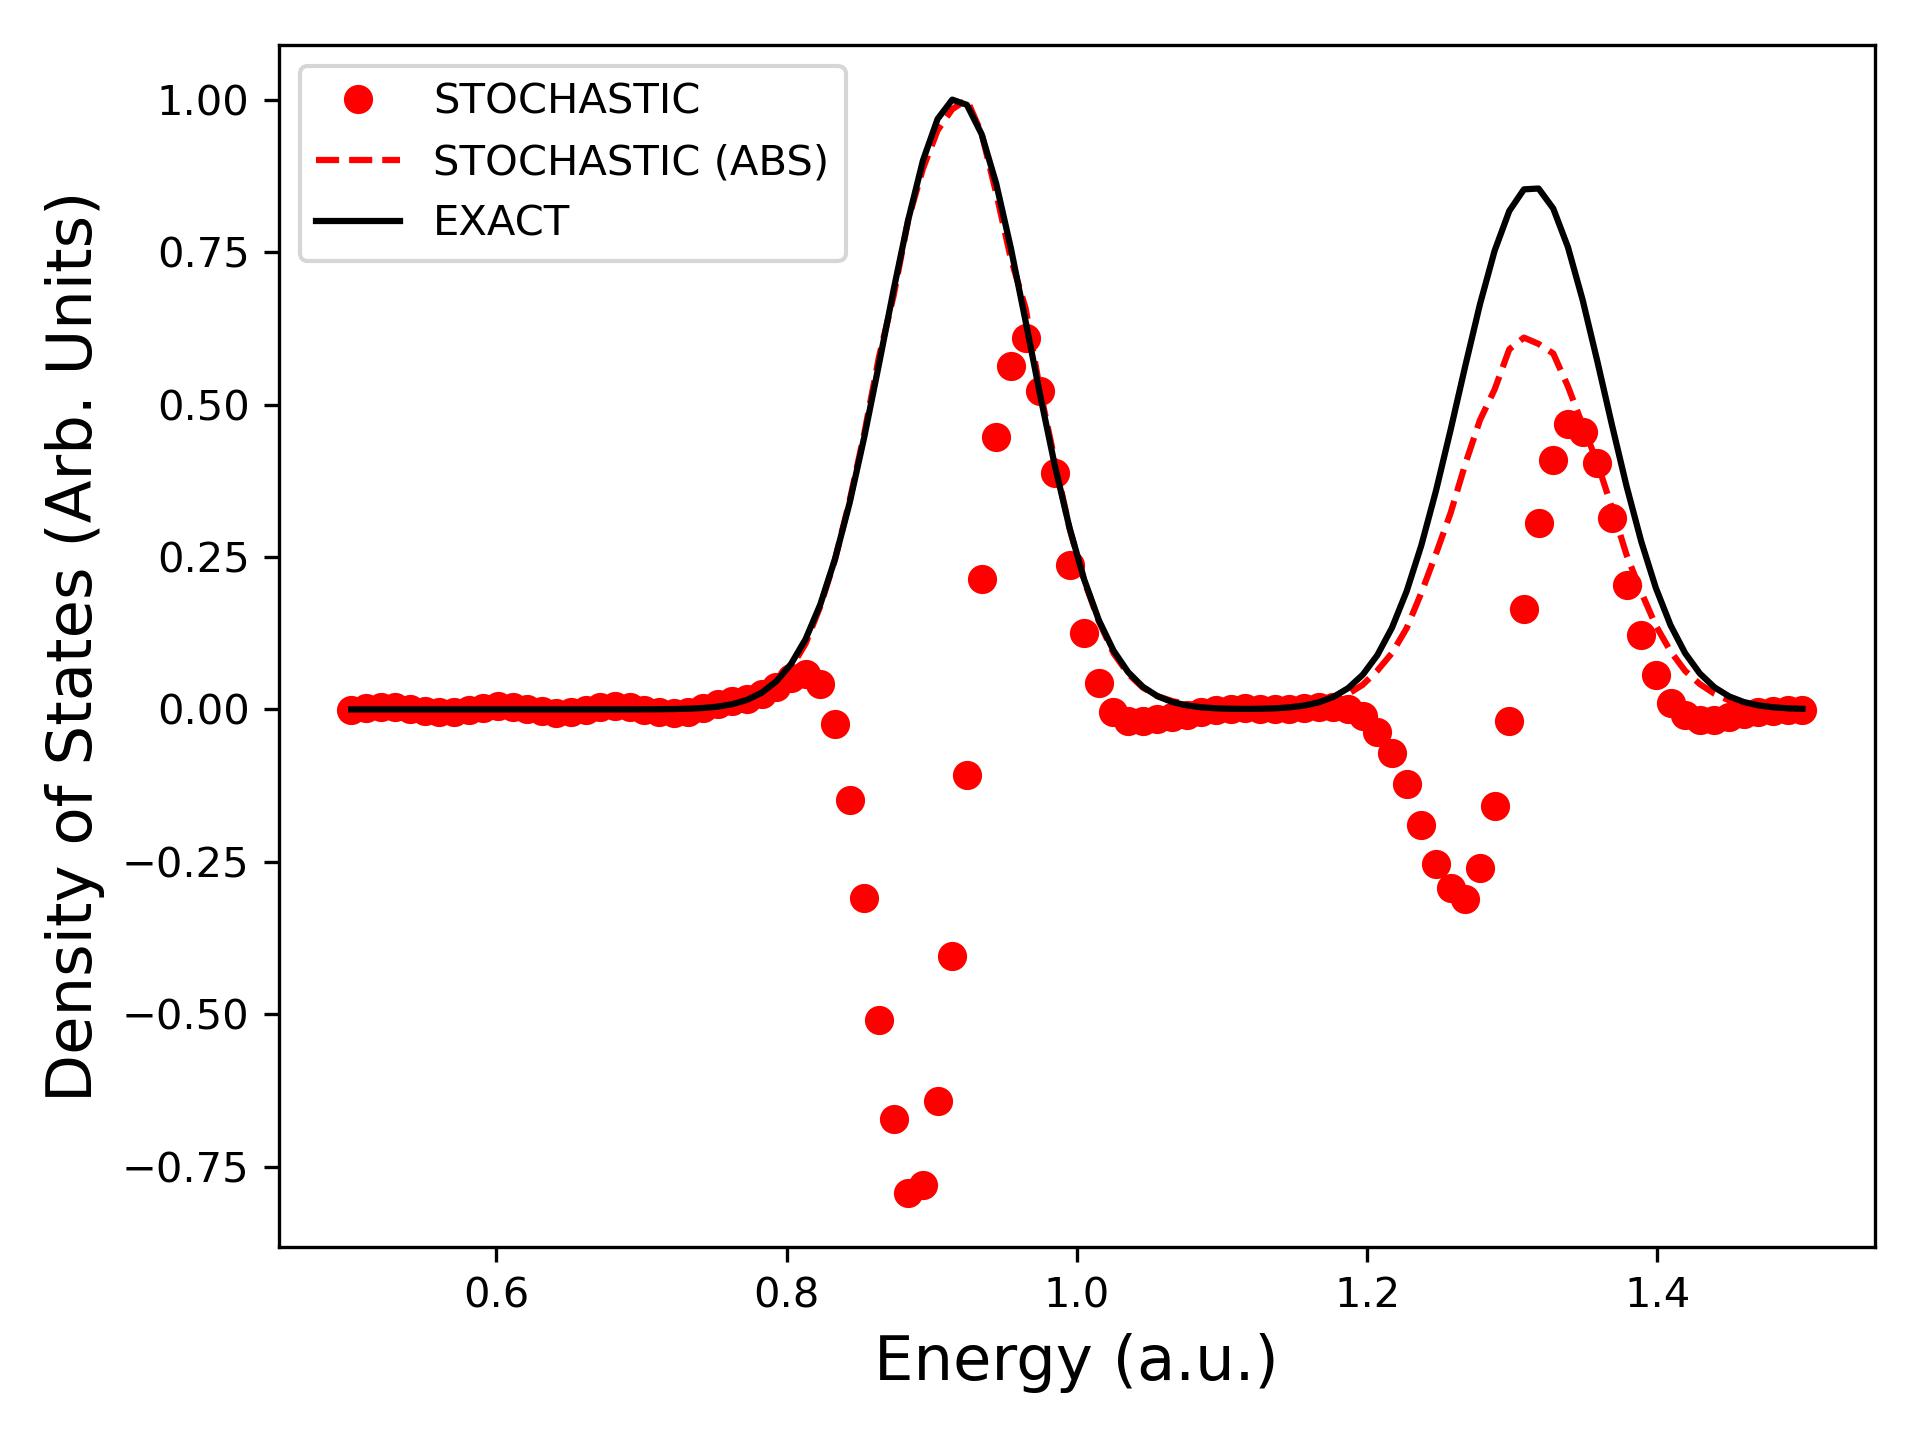 STOCHASTIC
STOCHASTIC (ABS)
EXACT
Density of States (Arb. Units)
1.00
0.75
0.50
0.25
0.00
−0.25
−0.50
−0.75
0.6 0.8 1.0 1.2 1.4
Energy (a.u.)